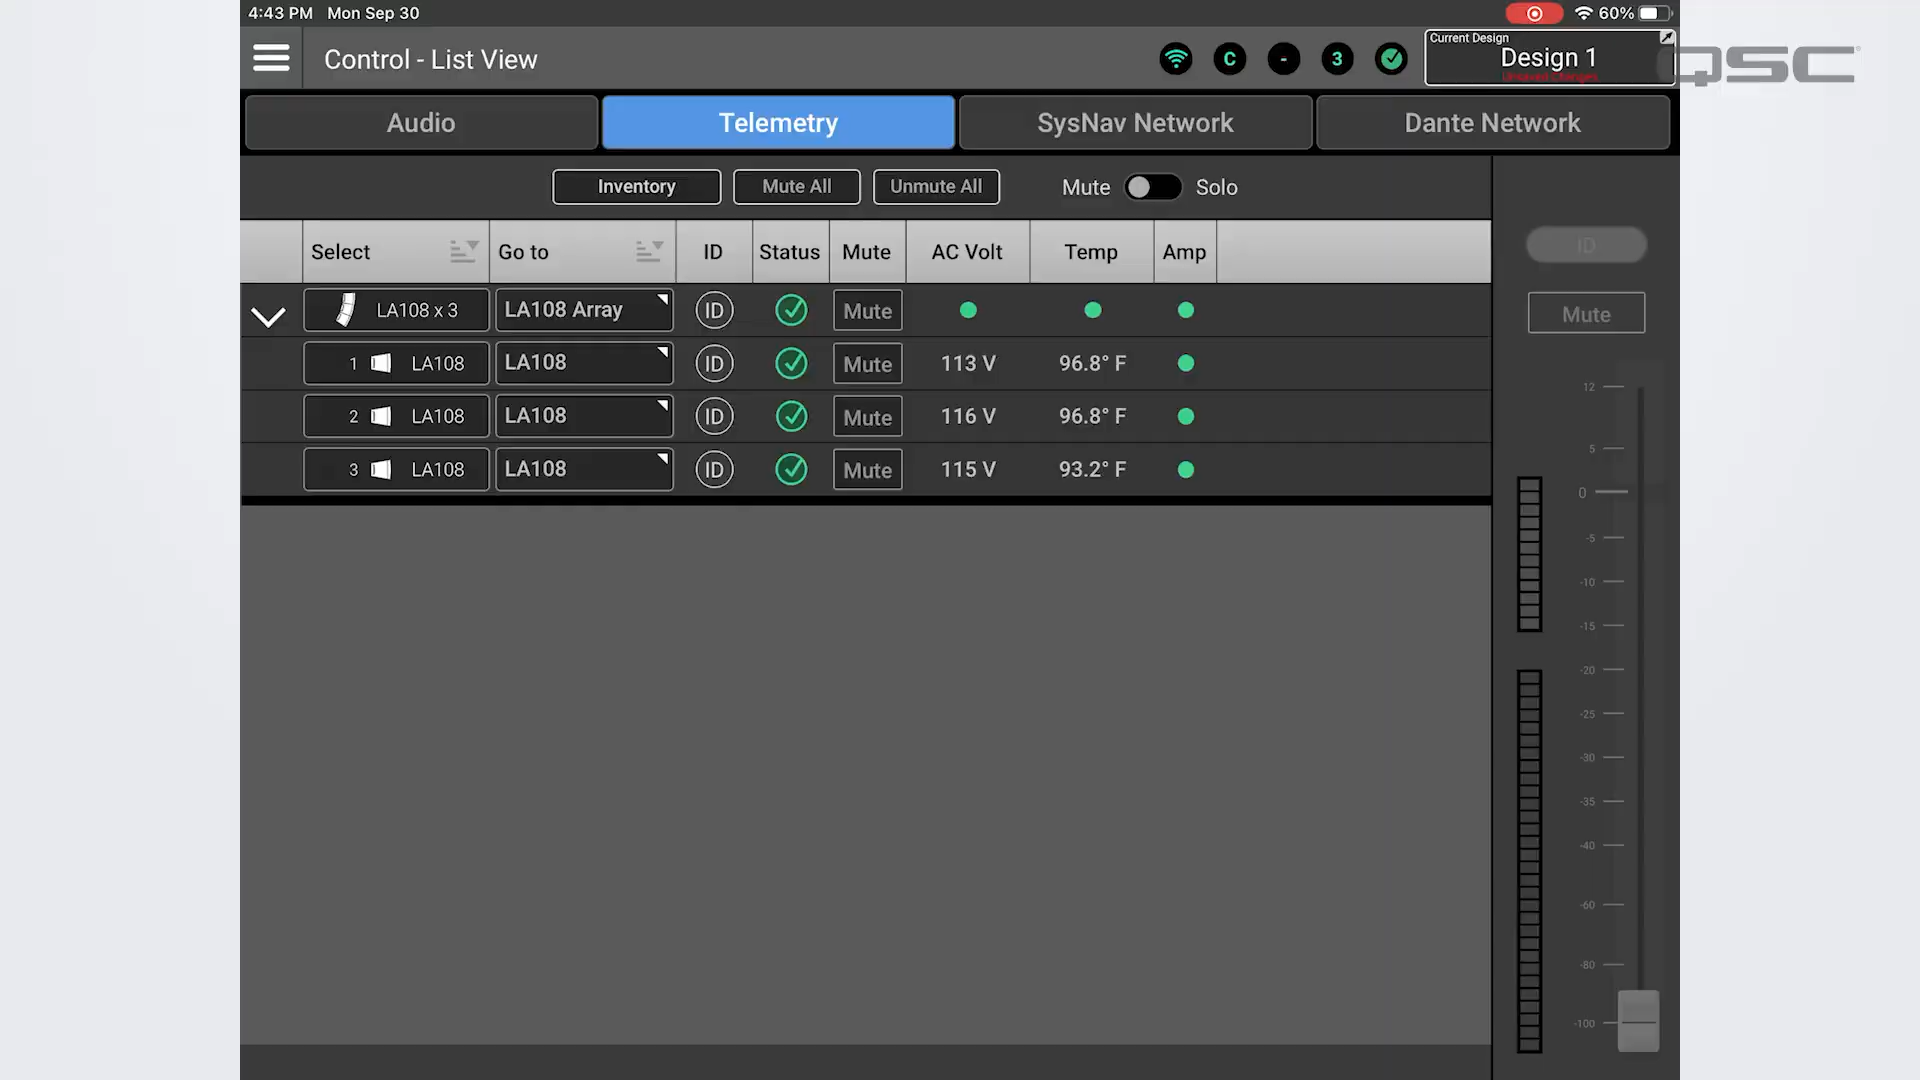 4:43 PM Mon Sep 30
60%
Control - List View
C
-
3
Current Design
Design 1
Unsaved Changes
QSC
Audio
Telemetry
SysNav Network
Dante Network
Inventory
Mute All
Unmute All
Mute
Solo
Select
Go to
ID
Status
Mute
AC Volt
Temp
Amp
LA108 x 3
LA108 Array
ID
Mute
1 LA108
LA108
ID
Mute
113 V
96.8° F
2 LA108
LA108
ID
Mute
116 V
96.8° F
3 LA108
LA108
ID
Mute
115 V
93.2° F
ID
Mute
12
5
0
-5
-10
-15
-20
-25
-30
-35
-40
-60
-80
-100